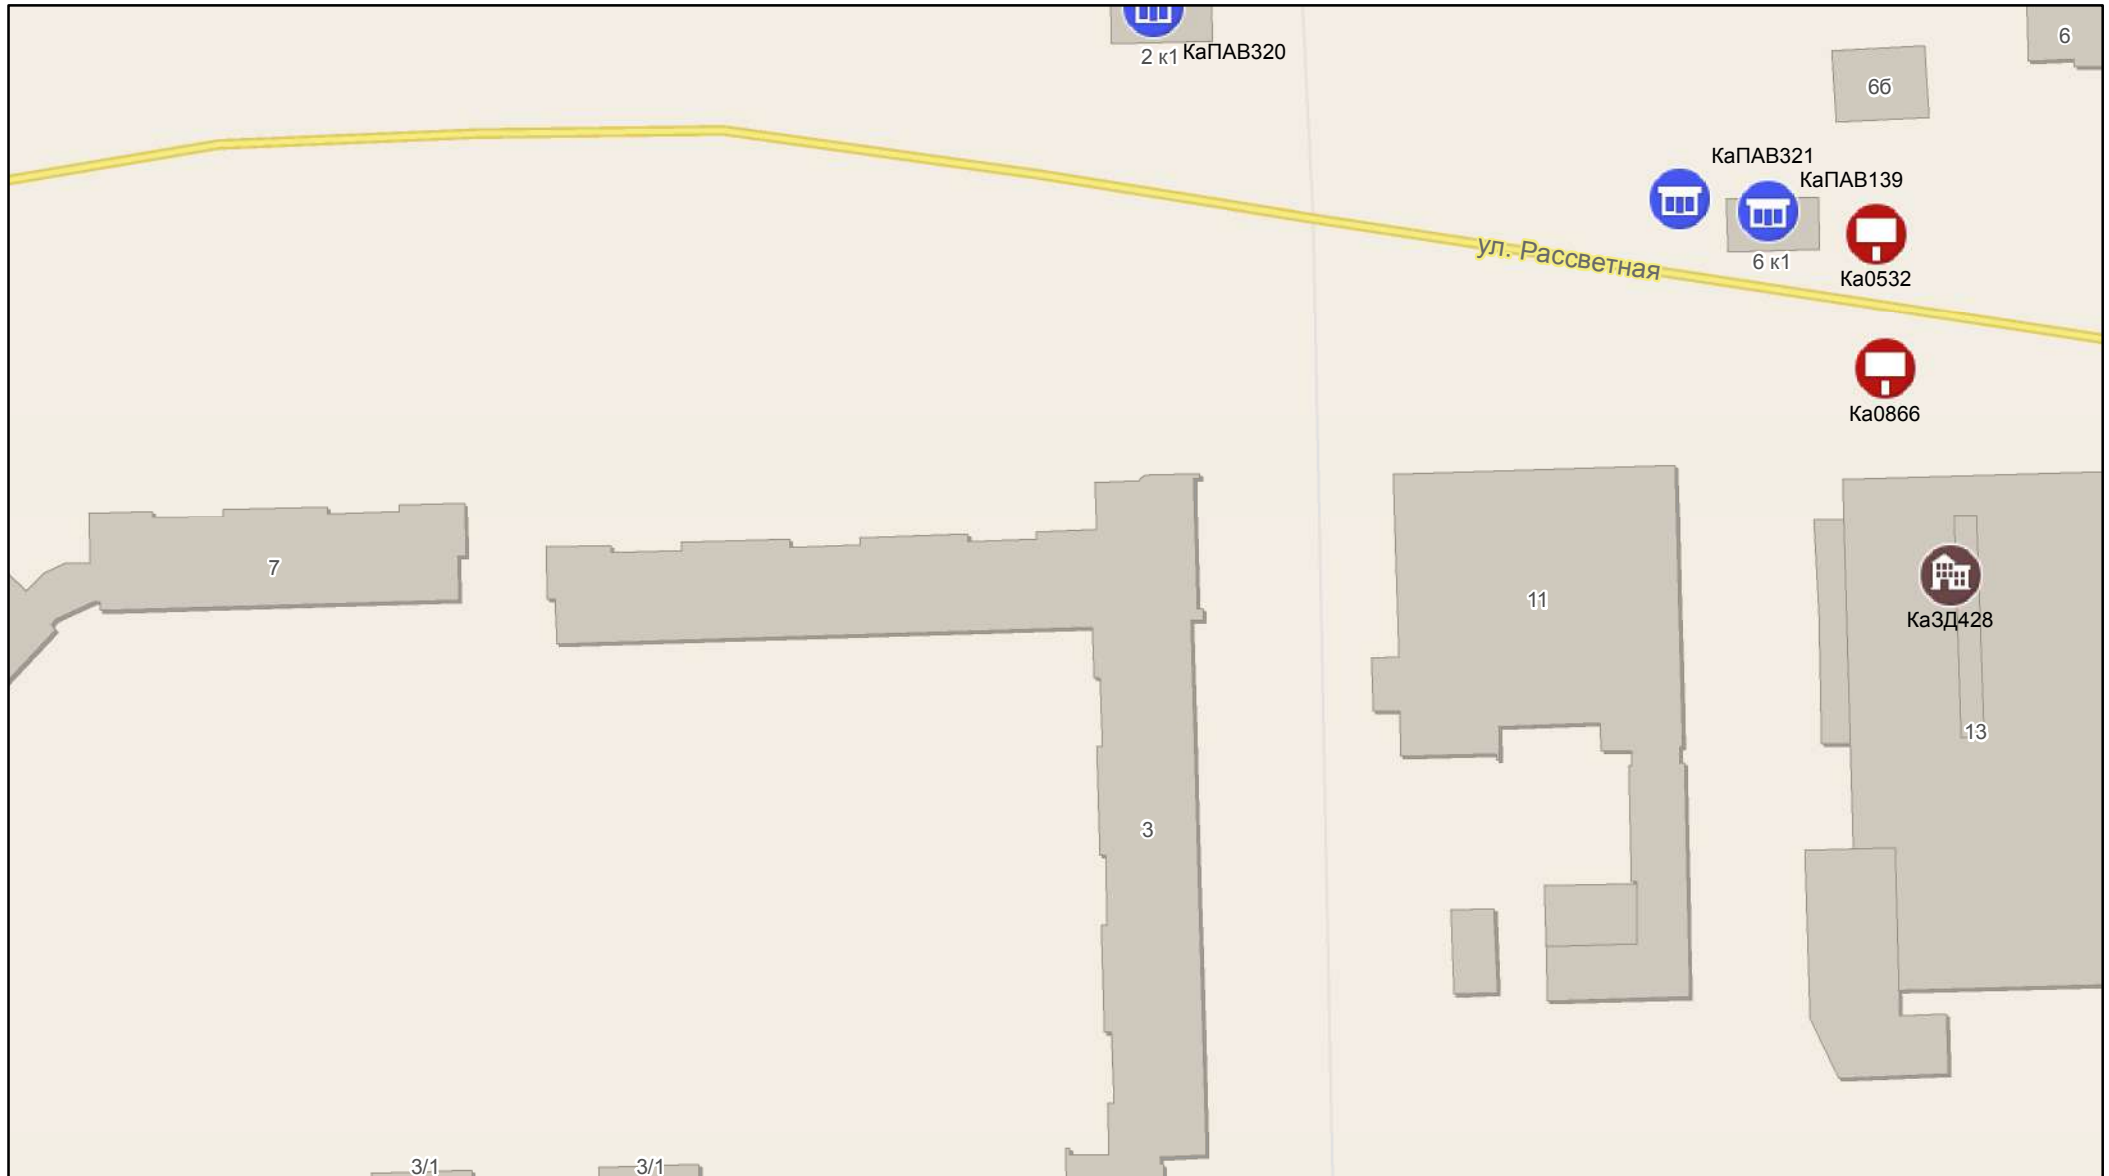 6
2 к1
КаПАВ320
6б
КаПАВ321
КаПАВ139
6 к1
Ка0532
ул. Рассветная
Ка0866
7
11
КаЗД428
13
3
3/1
3/1